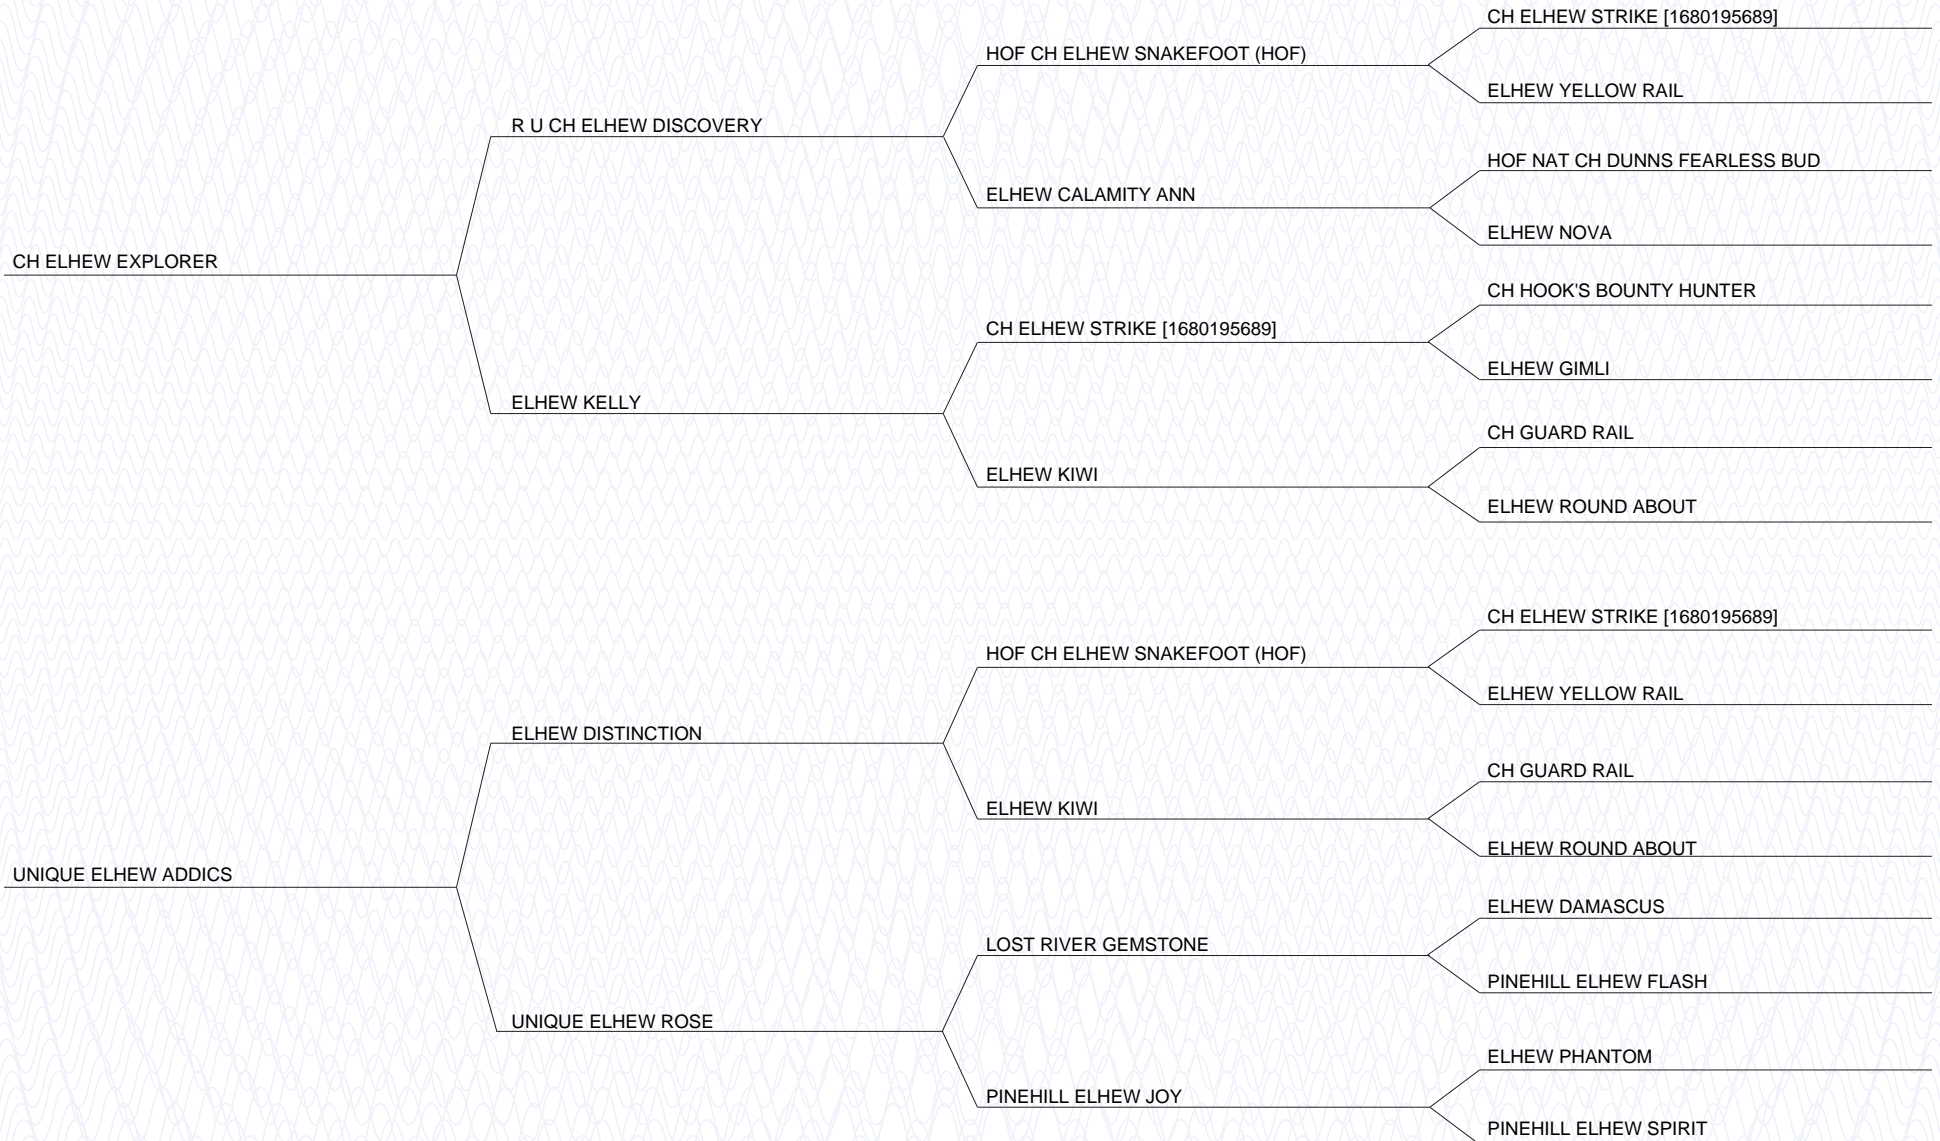 CH ELHEW STRIKE [1680195689]
HOF CH ELHEW SNAKEFOOT (HOF)
ELHEW YELLOW RAIL
R U CH ELHEW DISCOVERY
HOF NAT CH DUNNS FEARLESS BUD
ELHEW CALAMITY ANN
ELHEW NOVA
CH ELHEW EXPLORER
CH HOOK'S BOUNTY HUNTER
CH ELHEW STRIKE [1680195689]
ELHEW GIMLI
ELHEW KELLY
CH GUARD RAIL
ELHEW KIWI
ELHEW ROUND ABOUT
CH ELHEW STRIKE [1680195689]
HOF CH ELHEW SNAKEFOOT (HOF)
ELHEW YELLOW RAIL
ELHEW DISTINCTION
CH GUARD RAIL
ELHEW KIWI
ELHEW ROUND ABOUT
UNIQUE ELHEW ADDICS
ELHEW DAMASCUS
LOST RIVER GEMSTONE
PINEHILL ELHEW FLASH
UNIQUE ELHEW ROSE
ELHEW PHANTOM
PINEHILL ELHEW JOY
PINEHILL ELHEW SPIRIT